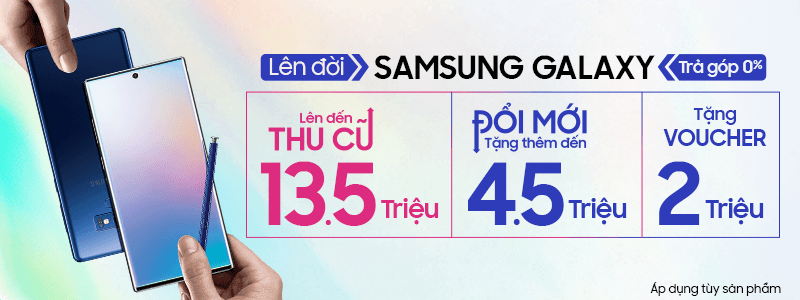 Lên đời SAMSUNG GALAXY Trả góp 0%
Lên đến
THU CŨ
13.5 Triệu
ĐỔI MỚI
Tặng thêm đến
4.5 Triệu
Tặng
VOUCHER
2 Triệu
Áp dụng tùy sản phẩm